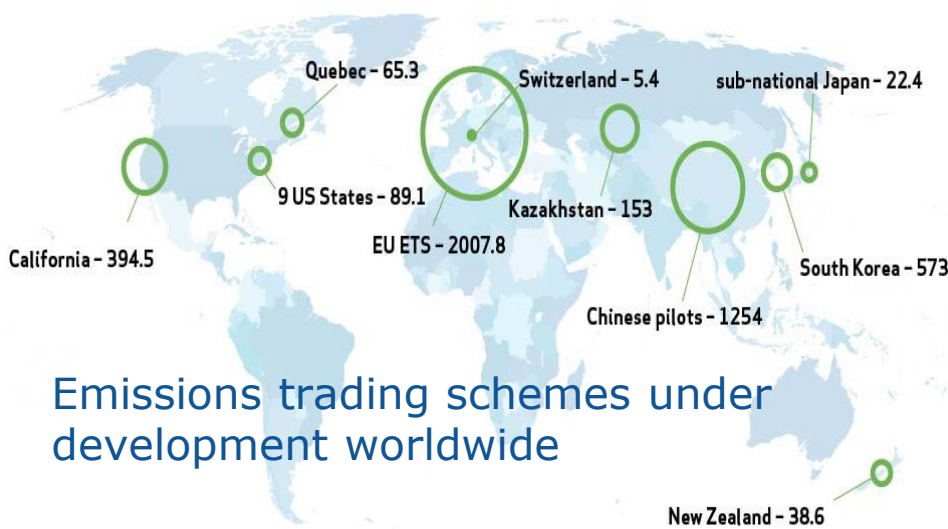 Quebec – 65.3
Switzerland – 5.4
sub-national Japan – 22.4
9 US States – 89.1
Kazakhstan – 153
EU ETS – 2007.8
California – 394.5
South Korea – 573
Chinese pilots – 1254
Emissions trading schemes under
development worldwide
New Zealand – 38.6